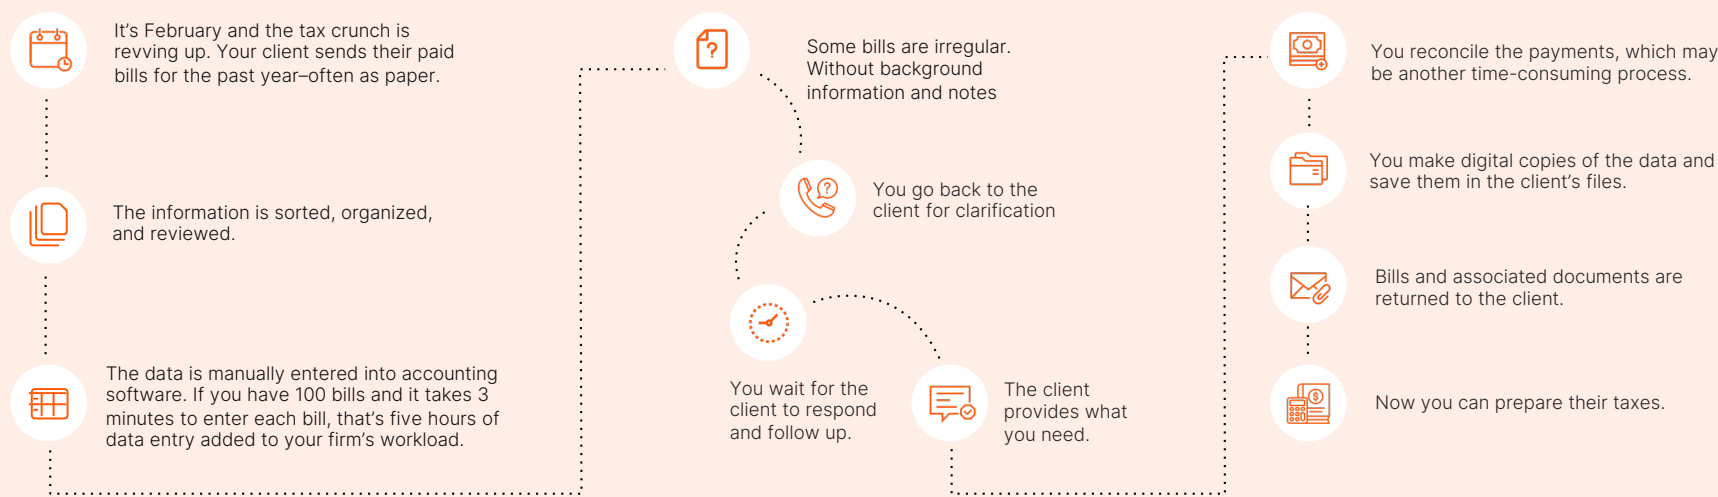 It’s February and the tax crunch is
revving up. Your client sends their paid
bills for the past year–often as paper.
The information is sorted, organized,
and reviewed.
The data is manually entered into accounting
software. If you have 100 bills and it takes 3
minutes to enter each bill, that’s five hours of
data entry added to your firm’s workload.
?
Some bills are irregular.
Without background
information and notes
?
You go back to the
client for clarification
You wait for the
client to respond
and follow up.
The client
provides what
you need.
You reconcile the payments, which may
be another time-consuming process.
You make digital copies of the data and
save them in the client’s files.
Bills and associated documents are
returned to the client.
$
Now you can prepare their taxes.